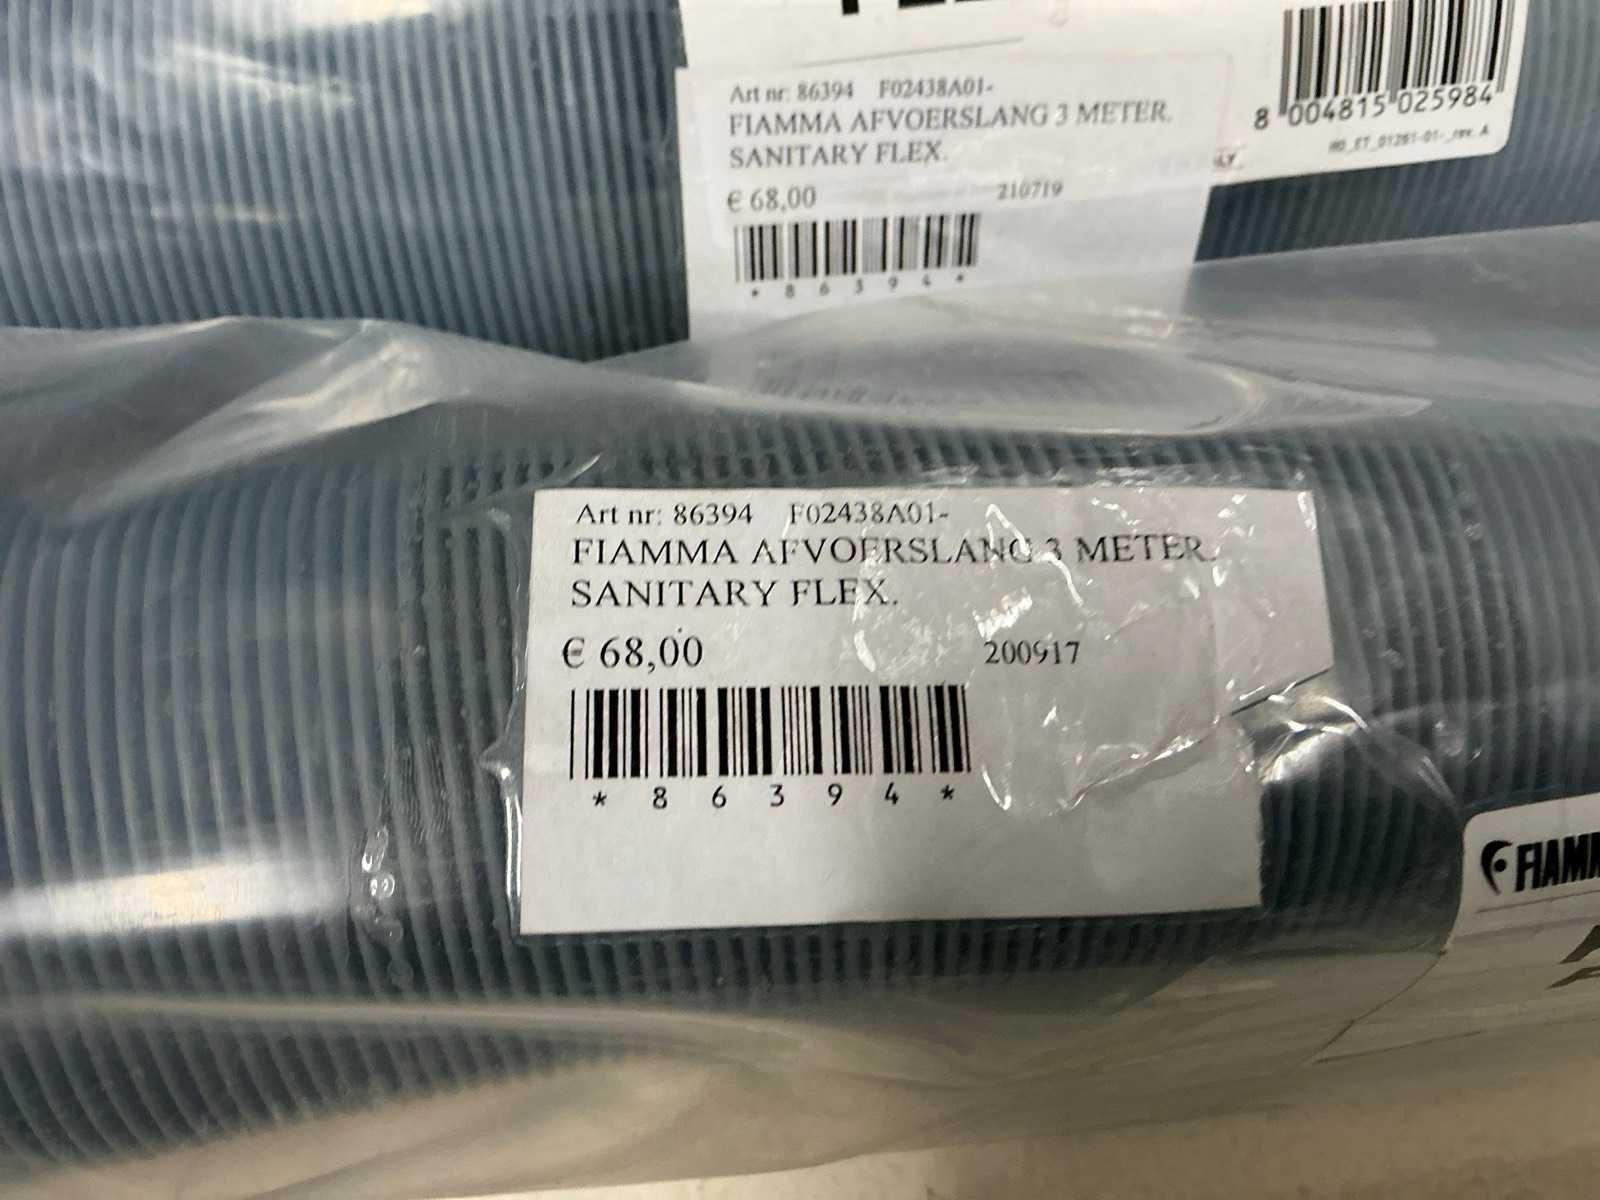 Art nr: 86394 F02438A01-
FIAMMA AFVOERSLANG 3 METER.
SANITARY FLEX.
€ 68,00 210719
* 8 6 3 9 4 *
8 004815 025984
Art nr: 86394 F02438A01-
FIAMMA AFVOERSLANG 3 METER.
SANITARY FLEX.
€ 68,00 200917
* 8 6 3 9 4 *